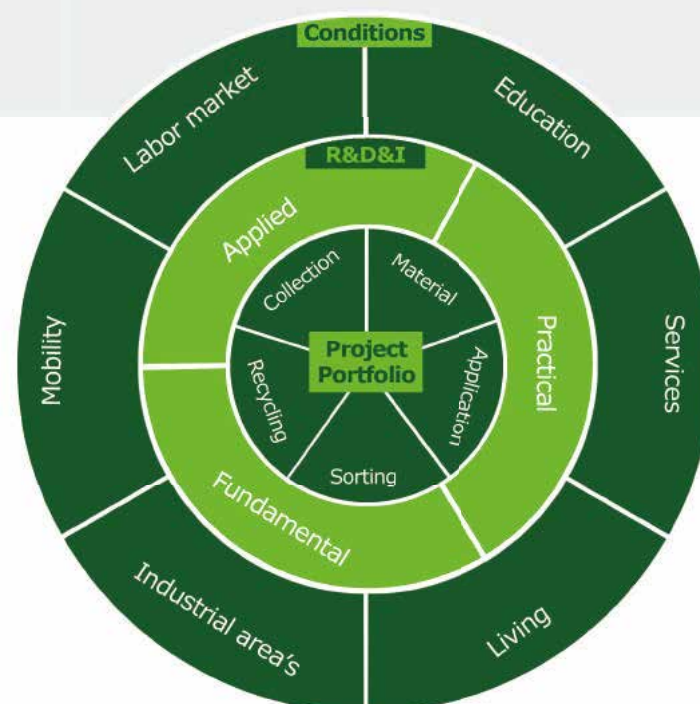 Conditions
Labor market
Education
R&D&I
Applied
Collection
Material
Mobility
Project
Portfolio
Practical
Services
Recycling
Application
Sorting
Fundamental
Industrial area's
Living